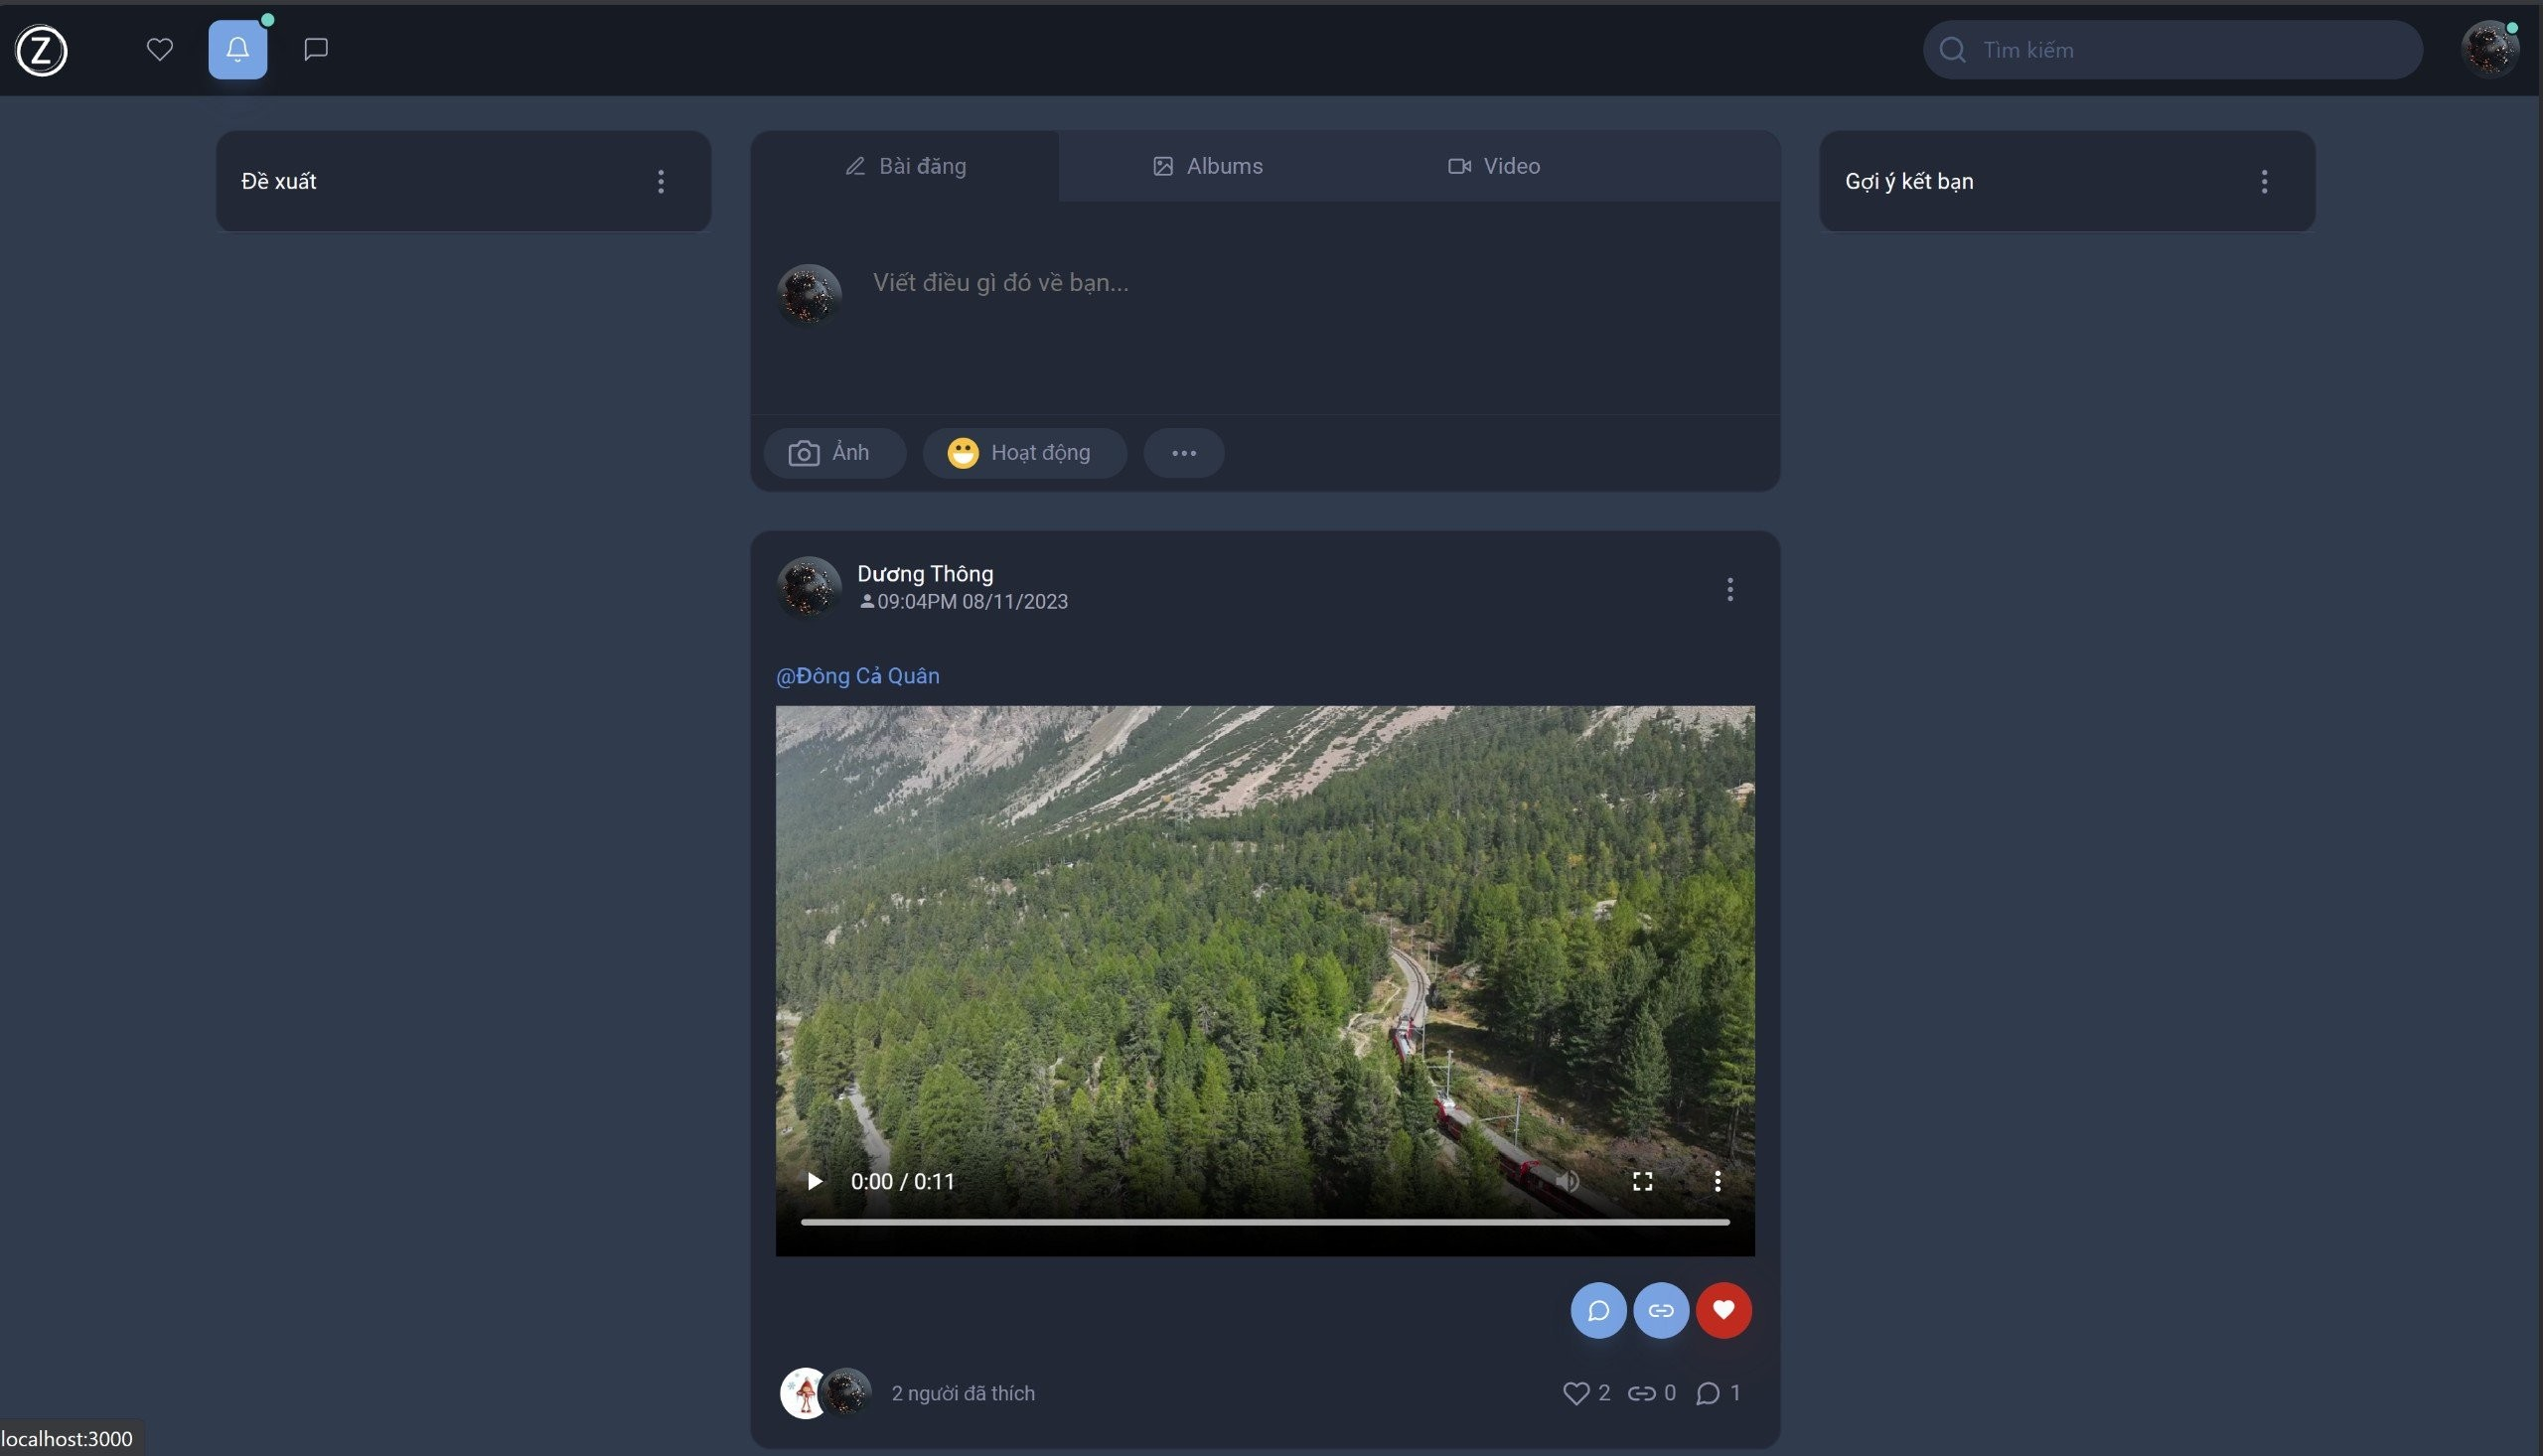 Z
Tìm kiếm
Đề xuất
Bài đăng
Albums
Video
Gợi ý kết bạn
Viết điều gì đó về bạn...
Ảnh
Hoạt động
Dương Thông
09:04PM 08/11/2023
@Đông Cả Quân
0:00 / 0:11
2 người đã thích
2
0
1
localhost:3000